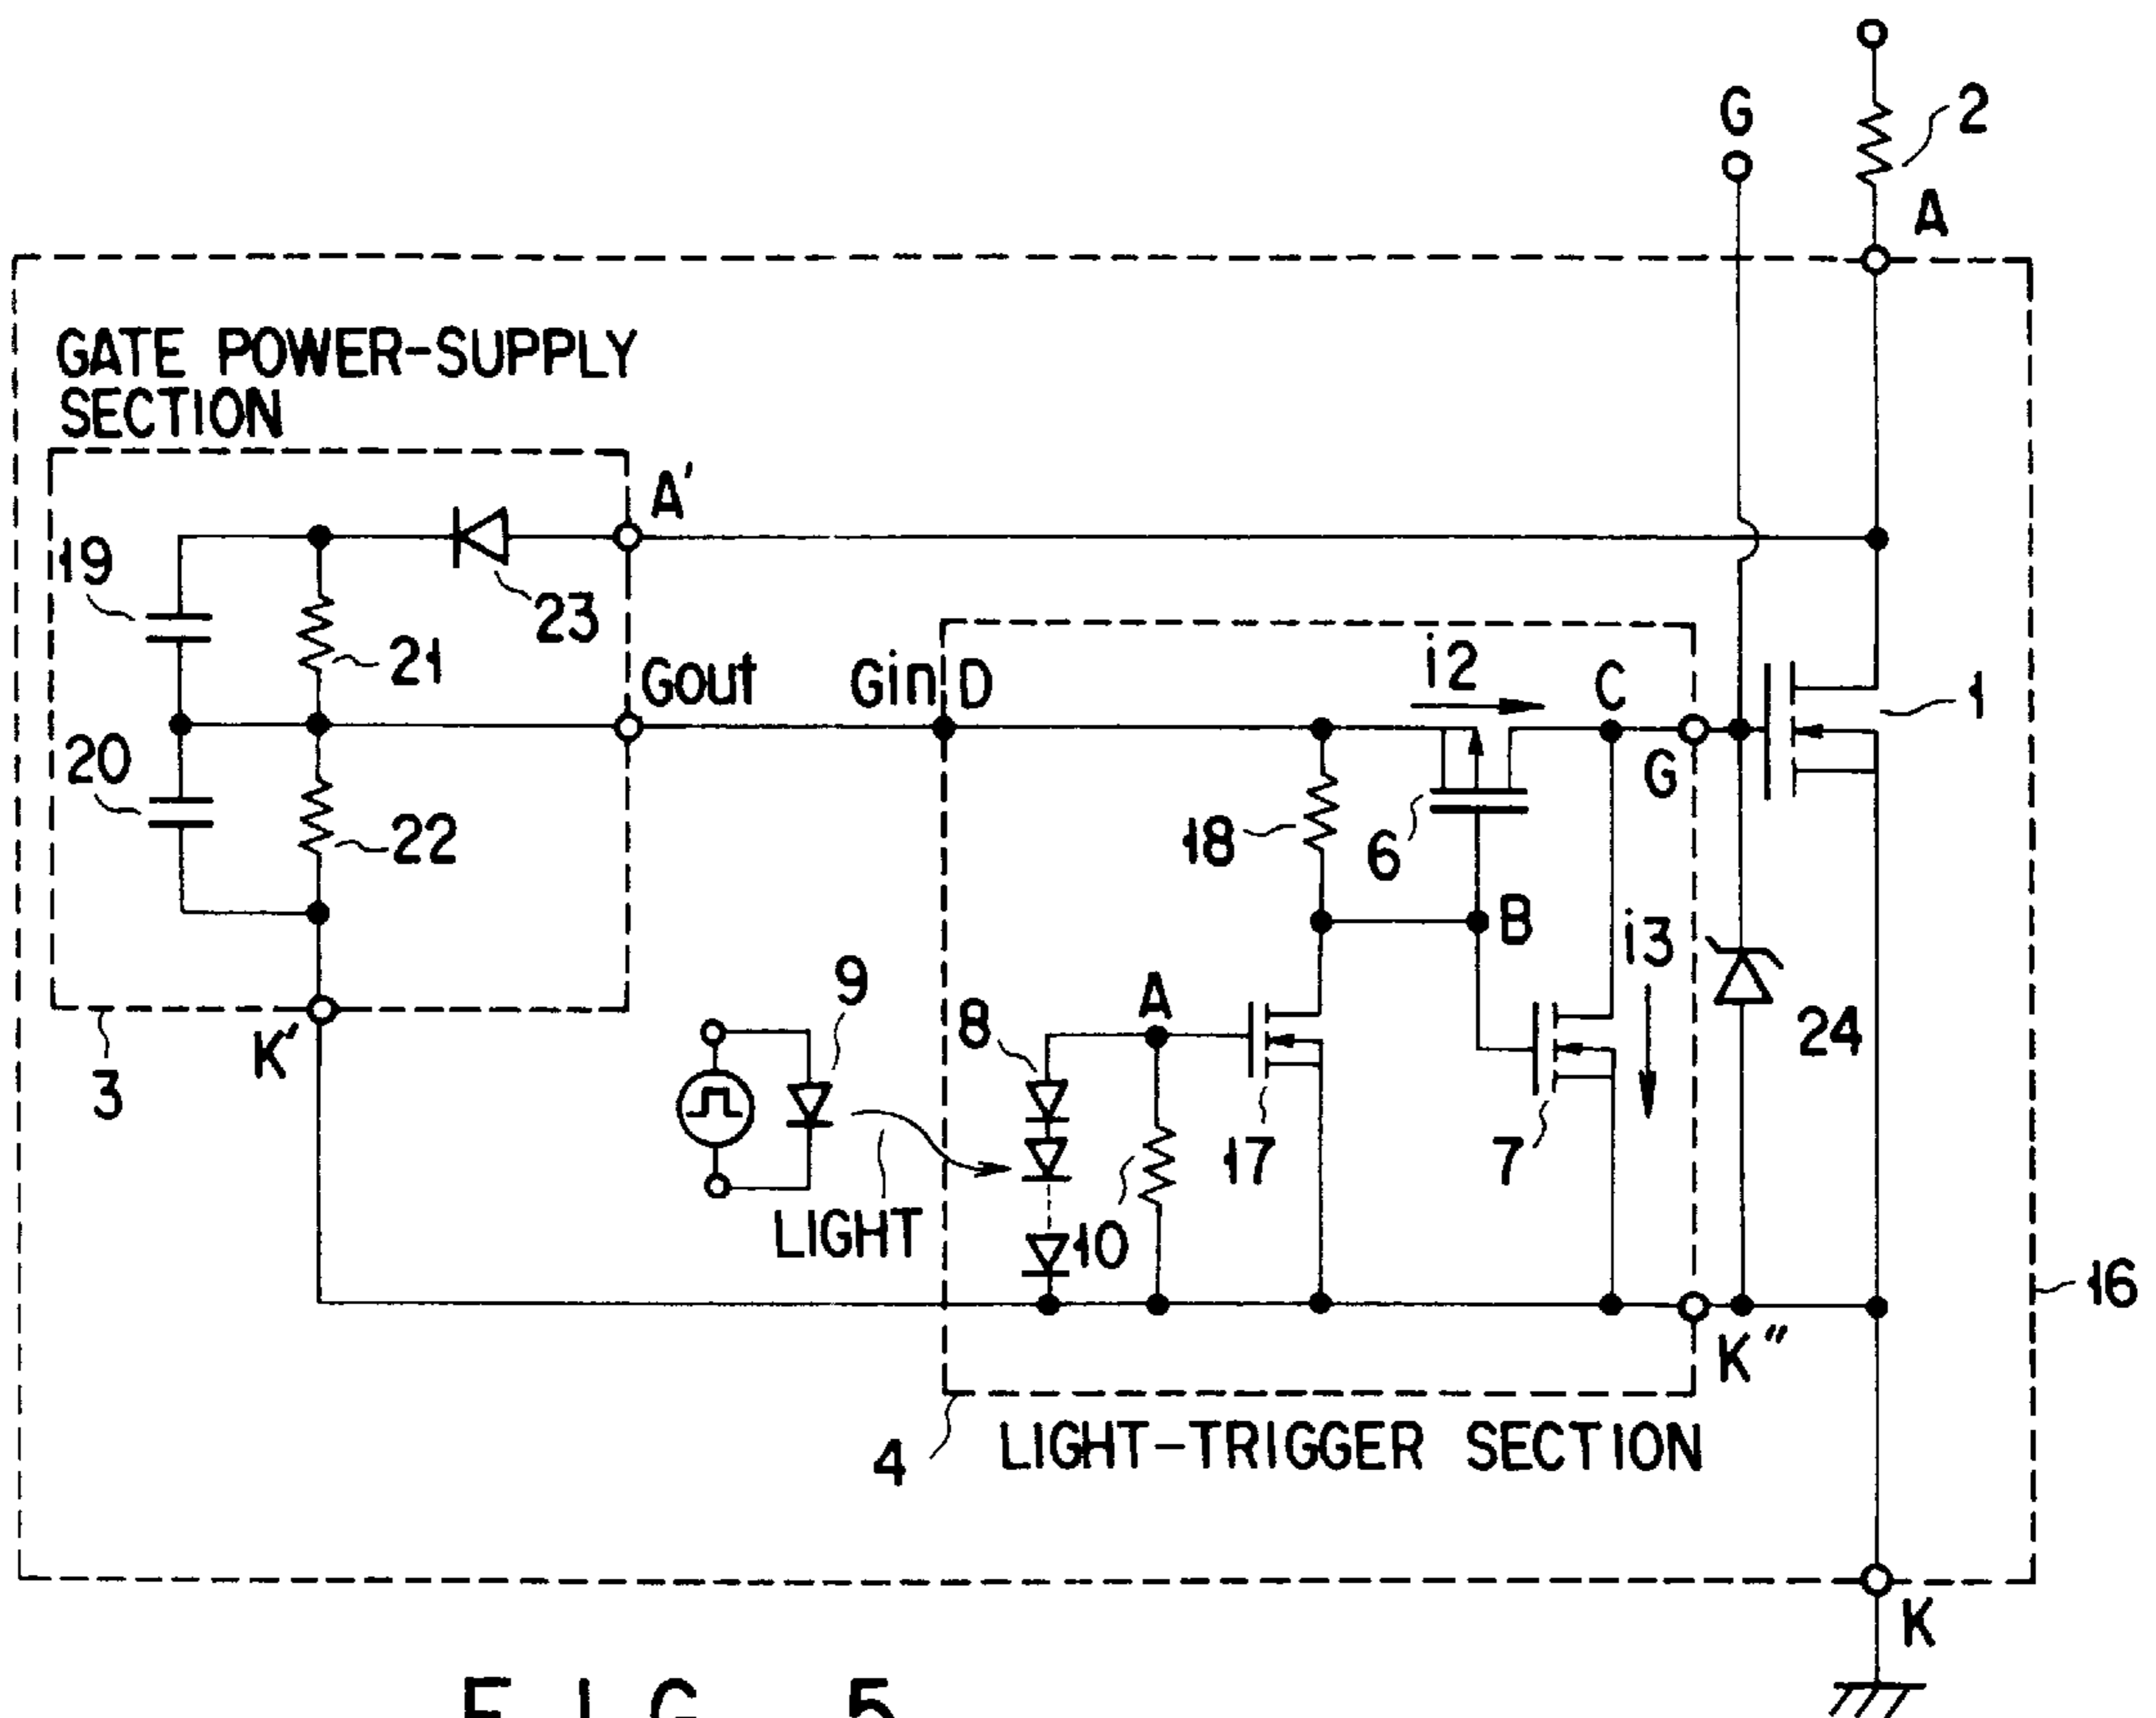 2
G
A
GATE POWER-SUPPLY
SECTION
A'
19
23
21
Gout
Gin
D
i2
C
1
G
20
22
18
6
B
i3
9
A
8
24
K'
3
17
7
10
LIGHT
16
K"
4
LIGHT-TRIGGER SECTION
K
FIG. 5